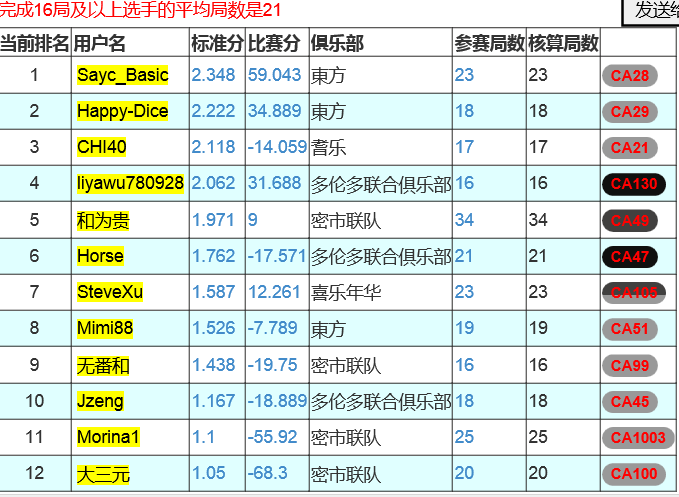 完成16局及以上选手的平均局数是21 发送给
当前排名 用户名 标准分 比赛分 俱乐部 参赛局数 核算局数
1 Sayc_Basic 2.348 59.043 東方 23 23 CA28
2 Happy-Dice 2.222 34.889 東方 18 18 CA29
3 CHI40 2.118 -14.059 耆乐 17 17 CA21
4 liyawu780928 2.062 31.688 多伦多联合俱乐部 16 16 CA130
5 和为贵 1.971 9 密市联队 34 34 CA49
6 Horse 1.762 -17.571 多伦多联合俱乐部 21 21 CA47
7 SteveXu 1.587 12.261 喜乐年华 23 23 CA105
8 Mimi88 1.526 -7.789 東方 19 19 CA51
9 无番和 1.438 -19.75 密市联队 16 16 CA99
10 Jzeng 1.167 -18.889 多伦多联合俱乐部 18 18 CA45
11 Morina1 1.1 -55.92 密市联队 25 25 CA1003
12 大三元 1.05 -68.3 密市联队 20 20 CA100